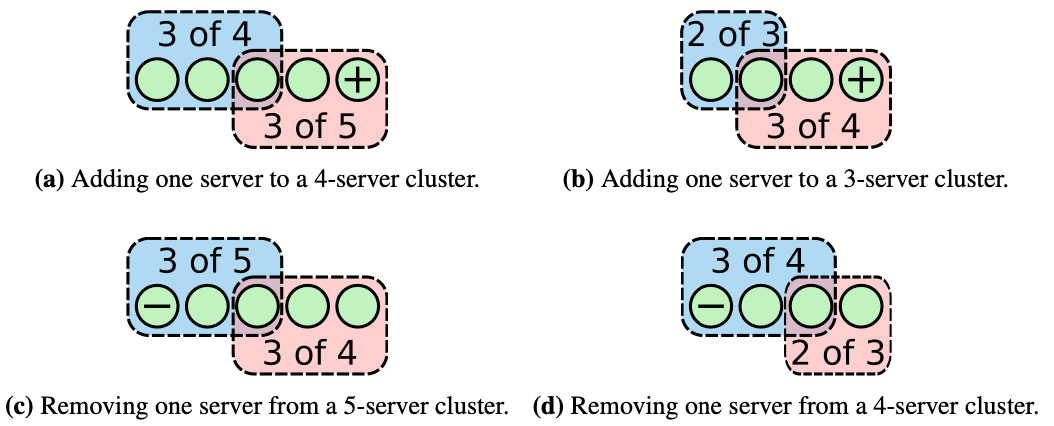 3 of 4
+
3 of 5
(a) Adding one server to a 4-server cluster.
2 of 3
+
3 of 4
(b) Adding one server to a 3-server cluster.
3 of 5
−
3 of 4
(c) Removing one server from a 5-server cluster.
3 of 4
−
2 of 3
(d) Removing one server from a 4-server cluster.